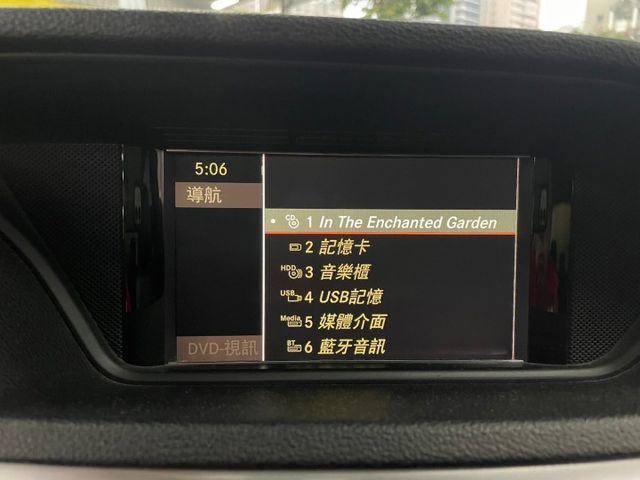 5:06
導航
CD 1 In The Enchanted Garden
2 記憶卡
HDD 3 音樂櫃
USB 4 USB記憶
Media 5 媒體介面
BT 6 藍牙音訊
DVD-視訊